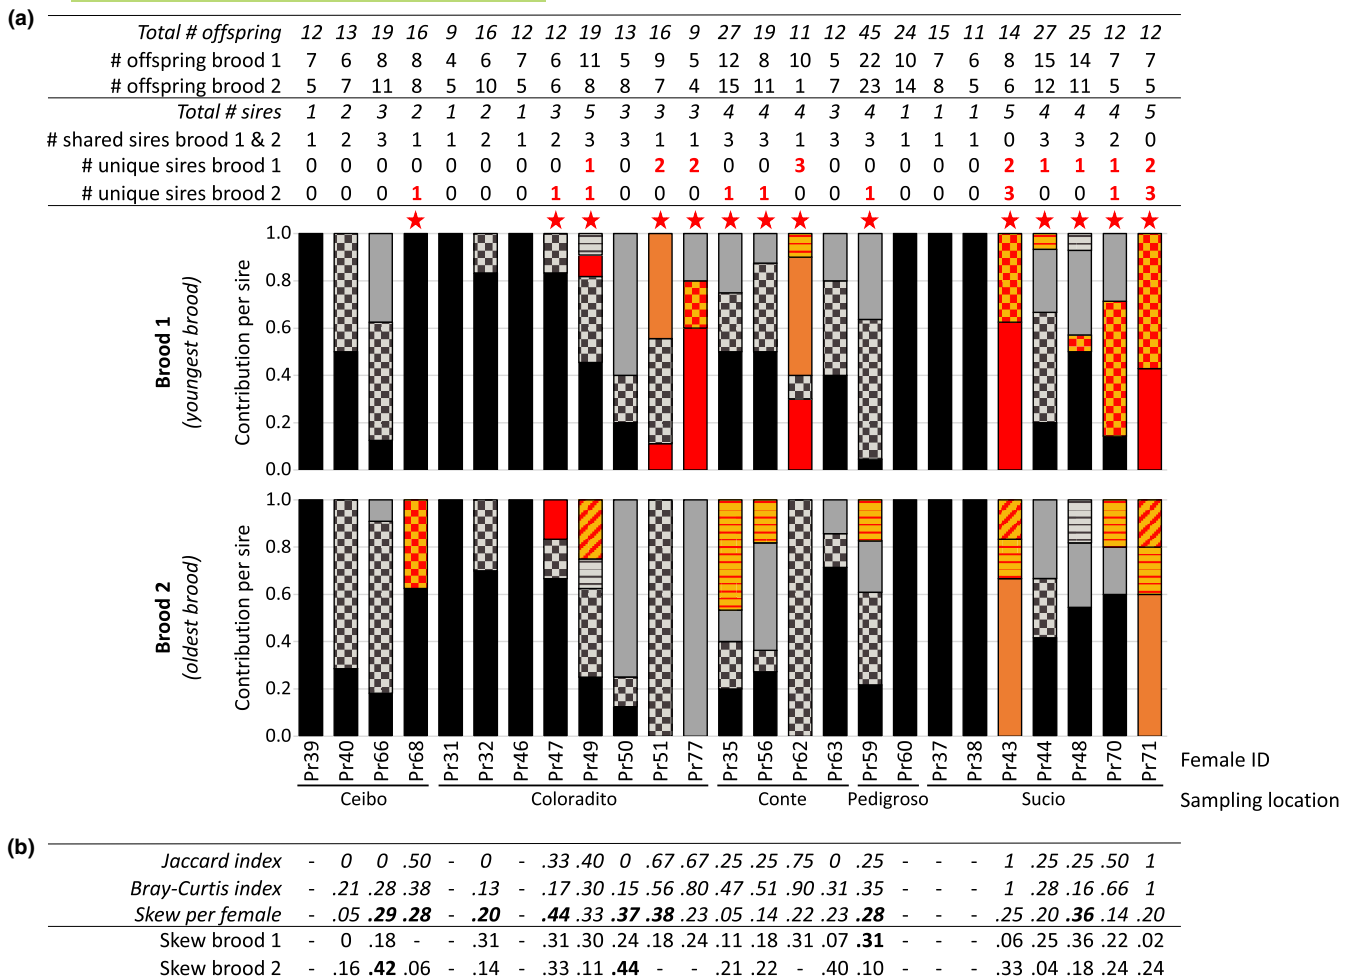 (a)
Total # offspring 12 13 19 16 9 16 12 12 19 13 16 9 27 19 11 12 45 24 15 11 14 27 25 12 12
# offspring brood 1 7 6 8 8 4 6 7 6 11 5 9 5 12 8 10 5 22 10 7 6 8 15 14 7 7
# offspring brood 2 5 7 11 8 5 10 5 6 8 8 7 4 15 11 1 7 23 14 8 5 6 12 11 5 5
Total # sires 1 2 3 2 1 2 1 3 5 3 3 3 4 4 4 3 4 1 1 1 5 4 4 4 5
# shared sires brood 1 & 2 1 2 3 1 1 2 1 2 3 3 1 1 3 3 1 3 3 1 1 1 0 3 3 2 0
# unique sires brood 1 0 0 0 0 0 0 0 0 1 0 2 2 0 0 3 0 0 0 0 0 2 1 1 1 2
# unique sires brood 2 0 0 0 1 0 0 0 1 1 0 0 0 1 1 0 0 1 0 0 0 3 0 0 1 3
Brood 1
(youngest brood)
Contribution per sire
1.0
0.8
0.6
0.4
0.2
0.0
Brood 2
(oldest brood)
Contribution per sire
1.0
0.8
0.6
0.4
0.2
0.0
Pr39 Pr40 Pr66 Pr68 Pr31 Pr32 Pr46 Pr47 Pr49 Pr50 Pr51 Pr77 Pr35 Pr56 Pr62 Pr63 Pr59 Pr60 Pr37 Pr38 Pr43 Pr44 Pr48 Pr70 Pr71 Female ID
Ceibo Coloradito Conte Pedigroso Sucio Sampling location
(b)
Jaccard index - 0 0 .50 - 0 - .33 .40 0 .67 .67 .25 .25 .75 0 .25 - - - 1 .25 .25 .50 1
Bray-Curtis index - .21 .28 .38 - .13 - .17 .30 .15 .56 .80 .47 .51 .90 .31 .35 - - - 1 .28 .16 .66 1
Skew per female - .05 .29 .28 - .20 - .44 .33 .37 .38 .23 .05 .14 .22 .23 .28 - - - .25 .20 .36 .14 .20
Skew brood 1 - 0 .18 - - .31 - .31 .30 .24 .18 .24 .11 .18 .31 .07 .31 - - - .06 .25 .36 .22 .02
Skew brood 2 - .16 .42 .06 - .14 - .33 .11 .44 - - .21 .22 - .40 .10 - - - .33 .04 .18 .24 .24